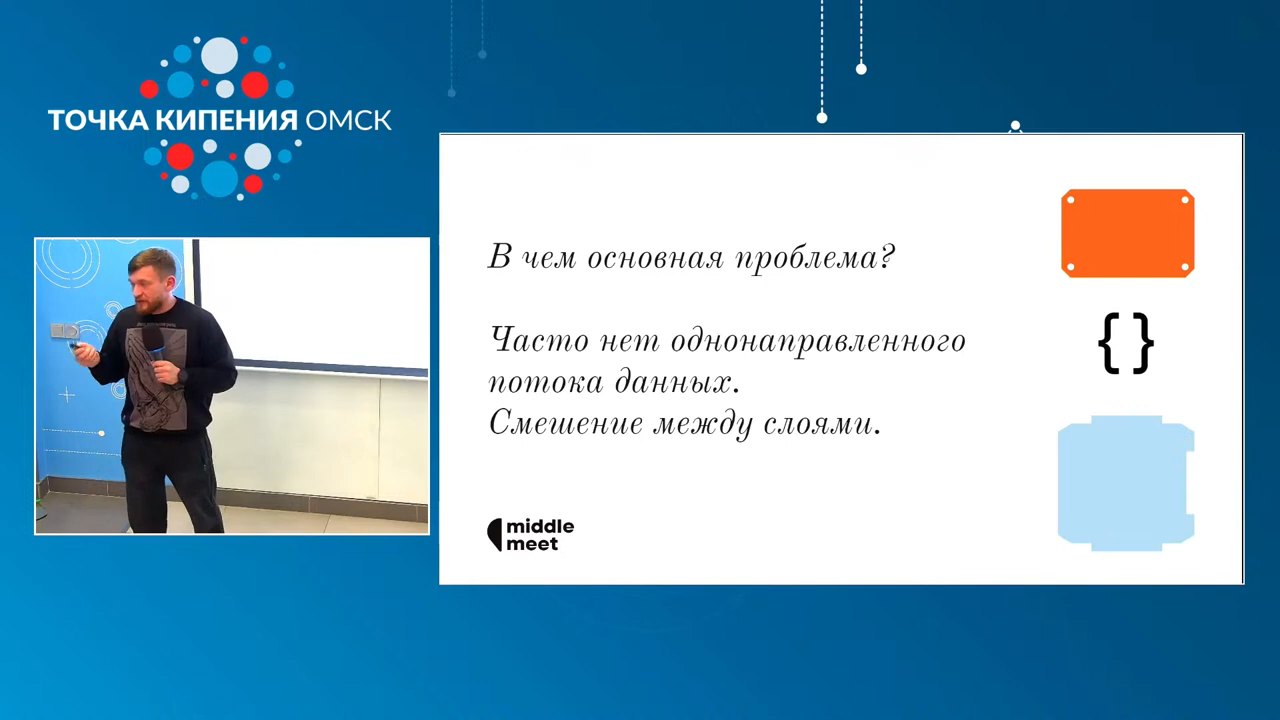 ТОЧКА КИПЕНИЯ ОМСК
В чем основная проблема?
Часто нет однонаправленного
потока данных.
Смешение между слоями.
{}
middle
meet